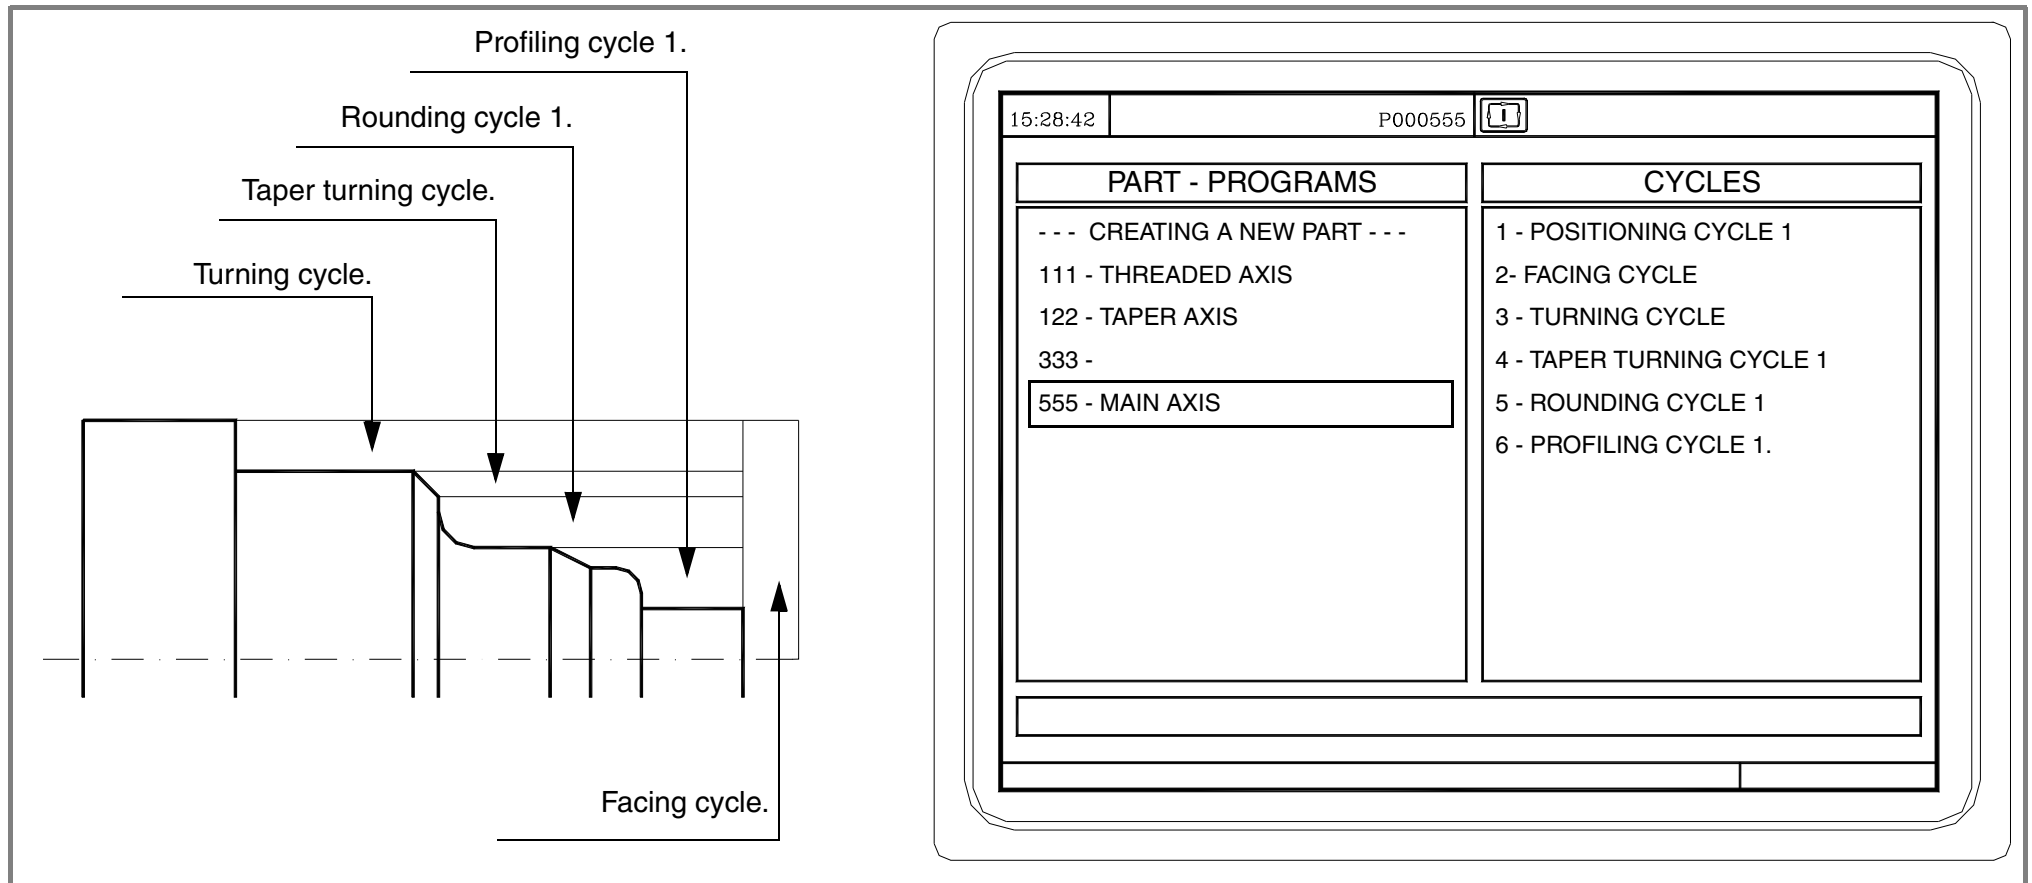 Profiling cycle 1.
Rounding cycle 1.
Taper turning cycle.
Turning cycle.
Facing cycle.
15:28:42
P000555
PART - PROGRAMS
- - -  CREATING A NEW PART - - -
111 - THREADED AXIS
122 - TAPER AXIS
333 -
555 - MAIN AXIS
CYCLES
1 - POSITIONING CYCLE 1
2- FACING CYCLE
3 - TURNING CYCLE
4 - TAPER TURNING CYCLE 1
5 - ROUNDING CYCLE 1
6 - PROFILING CYCLE 1.